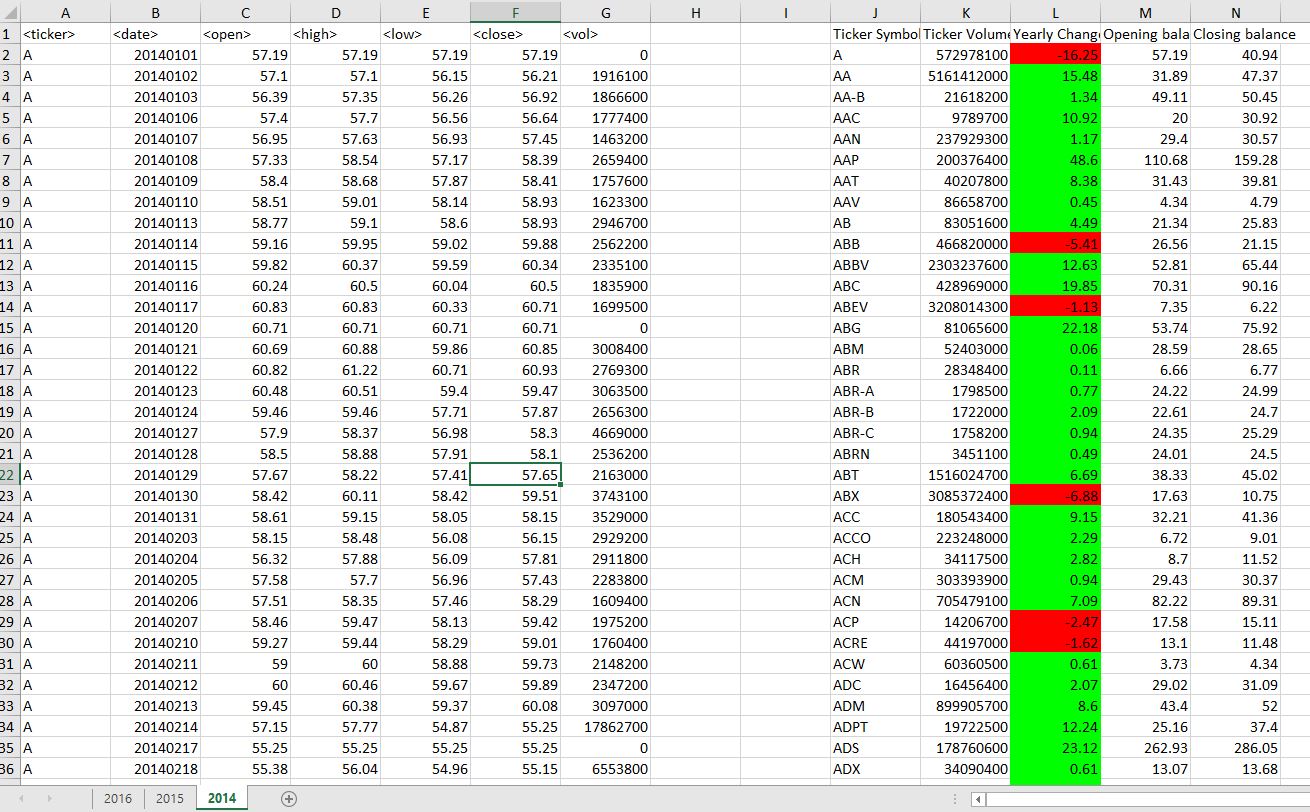 A B C D E F G H I J K L M N
1 <ticker> <date> <open> <high> <low> <close> <vol> Ticker Symbol Ticker Volume Yearly Chang Opening bala Closing balance
2 A 20140101 57.19 57.19 57.19 57.19 0 A 572978100 -16.25 57.19 40.94
3 A 20140102 57.1 57.1 56.15 56.21 1916100 AA 5161412000 15.48 31.89 47.37
4 A 20140103 56.39 57.35 56.26 56.92 1866600 AA-B 21618200 1.34 49.11 50.45
5 A 20140106 57.4 57.7 56.56 56.64 1777400 AAC 9789700 10.92 20 30.92
6 A 20140107 56.95 57.63 56.93 57.45 1463200 AAN 237929300 1.17 29.4 30.57
7 A 20140108 57.33 58.54 57.17 58.39 2659400 AAP 200376400 48.6 110.68 159.28
8 A 20140109 58.4 58.68 57.87 58.41 1757600 AAT 40207800 8.38 31.43 39.81
9 A 20140110 58.51 59.01 58.14 58.93 1623300 AAV 86658700 0.45 4.34 4.79
10 A 20140113 58.77 59.1 58.6 58.93 2946700 AB 83051600 4.49 21.34 25.83
11 A 20140114 59.16 59.95 59.02 59.88 2562200 ABB 466820000 -5.41 26.56 21.15
12 A 20140115 59.82 60.37 59.59 60.34 2335100 ABBV 2303237600 12.63 52.81 65.44
13 A 20140116 60.24 60.5 60.04 60.5 1835900 ABC 428969000 19.85 70.31 90.16
14 A 20140117 60.83 60.83 60.33 60.71 1699500 ABEV 3208014300 -1.13 7.35 6.22
15 A 20140120 60.71 60.71 60.71 60.71 0 ABG 81065600 22.18 53.74 75.92
16 A 20140121 60.69 60.88 59.86 60.85 3008400 ABM 52403000 0.06 28.59 28.65
17 A 20140122 60.82 61.22 60.71 60.93 2769300 ABR 28348400 0.11 6.66 6.77
18 A 20140123 60.48 60.51 59.4 59.47 3063500 ABR-A 1798500 0.77 24.22 24.99
19 A 20140124 59.46 59.46 57.71 57.87 2656300 ABR-B 1722000 2.09 22.61 24.7
20 A 20140127 57.9 58.37 56.98 58.3 4669000 ABR-C 1758200 0.94 24.35 25.29
21 A 20140128 58.5 58.88 57.91 58.1 2536200 ABRN 3451100 0.49 24.01 24.5
22 A 20140129 57.67 58.22 57.41 57.65 2163000 ABT 1516024700 6.69 38.33 45.02
23 A 20140130 58.42 60.11 58.42 59.51 3743100 ABX 3085372400 -6.88 17.63 10.75
24 A 20140131 58.61 59.15 58.05 58.15 3529000 ACC 180543400 9.15 32.21 41.36
25 A 20140203 58.15 58.48 56.08 56.15 2929200 ACCO 223248000 2.29 6.72 9.01
26 A 20140204 56.32 57.88 56.09 57.81 2911800 ACH 34117500 2.82 8.7 11.52
27 A 20140205 57.58 57.7 56.96 57.43 2283800 ACM 303393900 0.94 29.43 30.37
28 A 20140206 57.51 58.35 57.46 58.29 1609400 ACN 705479100 7.09 82.22 89.31
29 A 20140207 58.46 59.47 58.13 59.42 1975200 ACP 14206700 -2.47 17.58 15.11
30 A 20140210 59.27 59.44 58.29 59.01 1760400 ACRE 44197000 -1.62 13.1 11.48
31 A 20140211 59 60 58.88 59.73 2148200 ACW 60360500 0.61 3.73 4.34
32 A 20140212 60 60.46 59.67 59.89 2347200 ADC 16456400 2.07 29.02 31.09
33 A 20140213 59.45 60.38 59.37 60.08 3097000 ADM 899905700 8.6 43.4 52
34 A 20140214 57.15 57.77 54.87 55.25 17862700 ADPT 19722500 12.24 25.16 37.4
35 A 20140217 55.25 55.25 55.25 55.25 0 ADS 178760600 23.12 262.93 286.05
36 A 20140218 55.38 56.04 54.96 55.15 6553800 ADX 34090400 0.61 13.07 13.68
2016 2015 2014